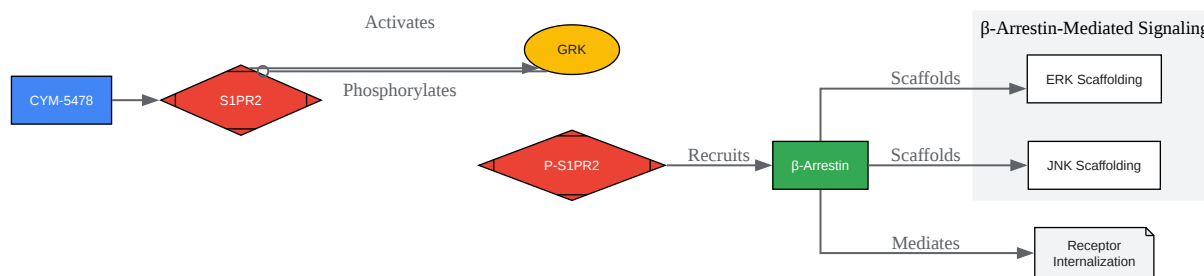 β-Arrestin-Mediated Signaling
Activates
GRK
CYM-5478
S1PR2
Phosphorylates
Scaffolds
ERK Scaffolding
P-S1PR2
Recruits
β-Arrestin
Scaffolds
JNK Scaffolding
Mediates
Receptor
Internalization